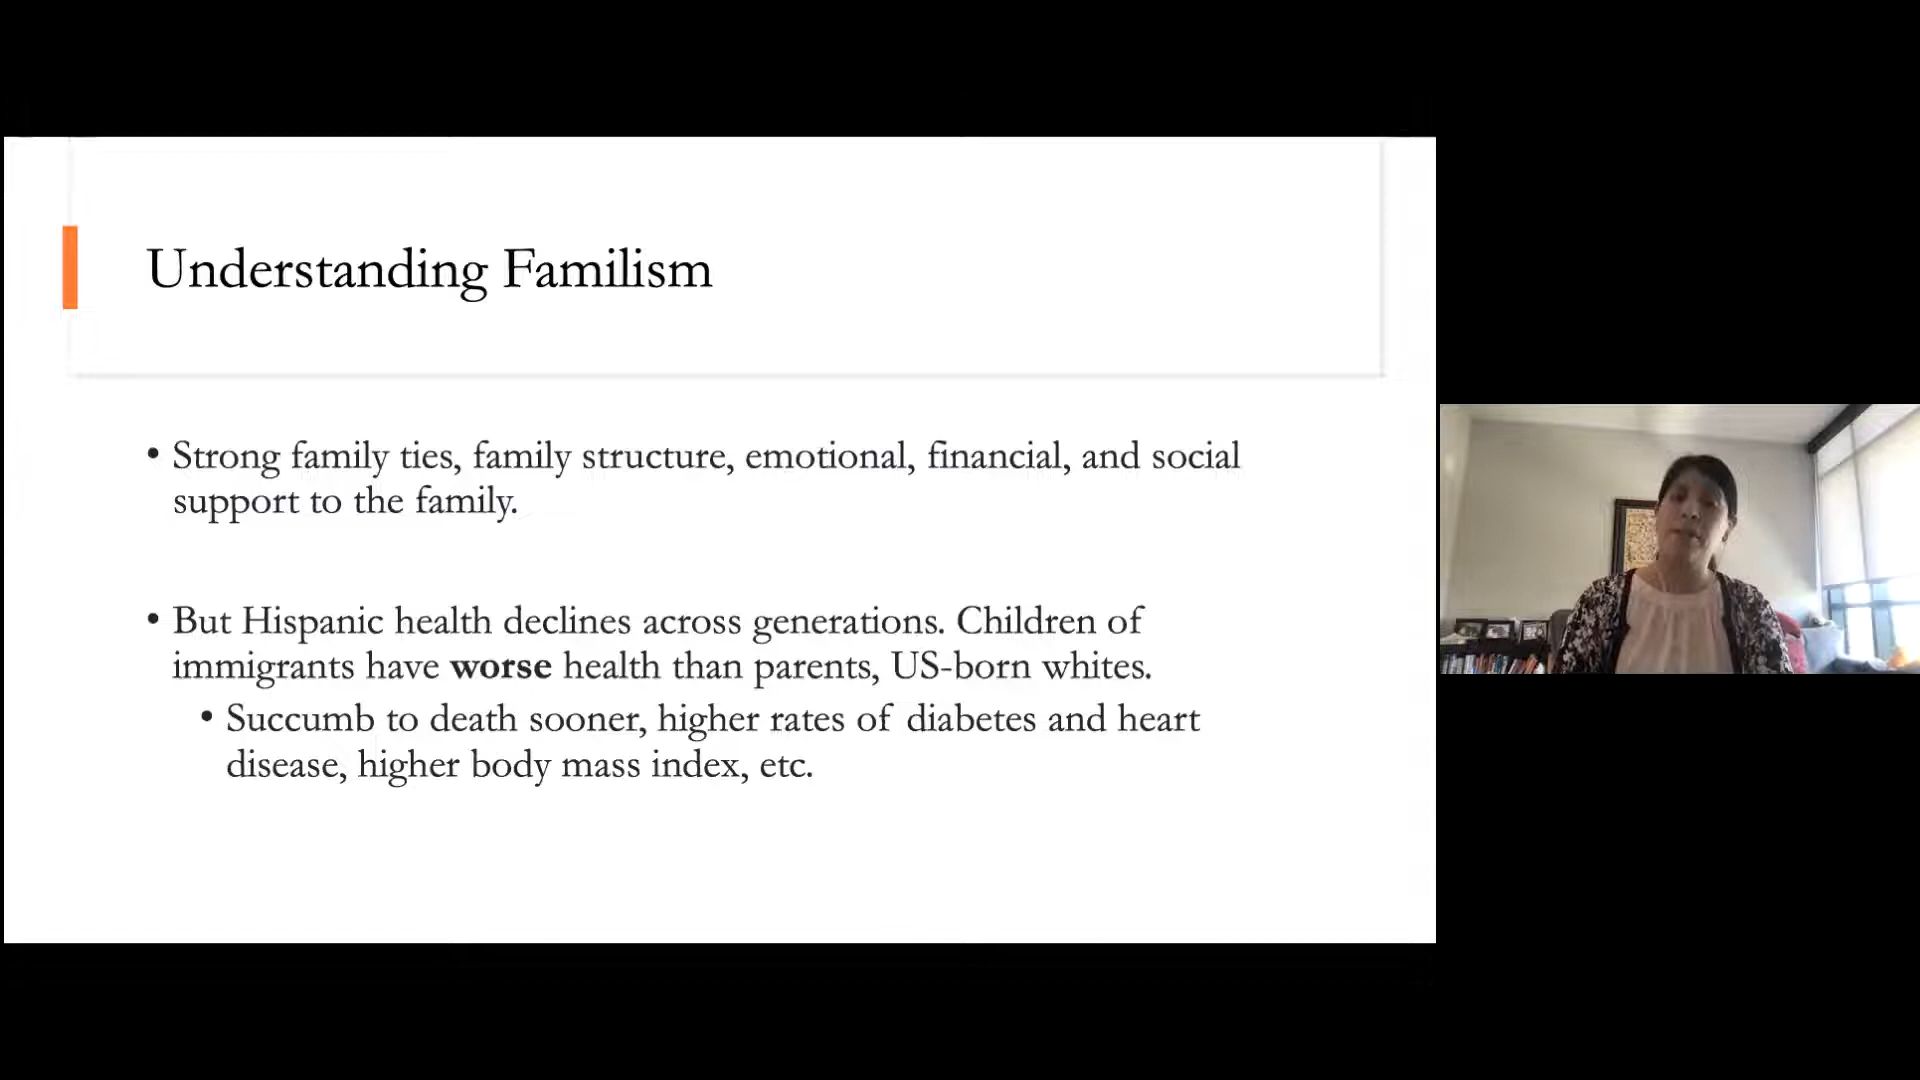 Understanding Familism
• Strong family ties, family structure, emotional, financial, and social
support to the family.
• But Hispanic health declines across generations. Children of
immigrants have worse health than parents, US-born whites.
• Succumb to death sooner, higher rates of diabetes and heart
disease, higher body mass index, etc.